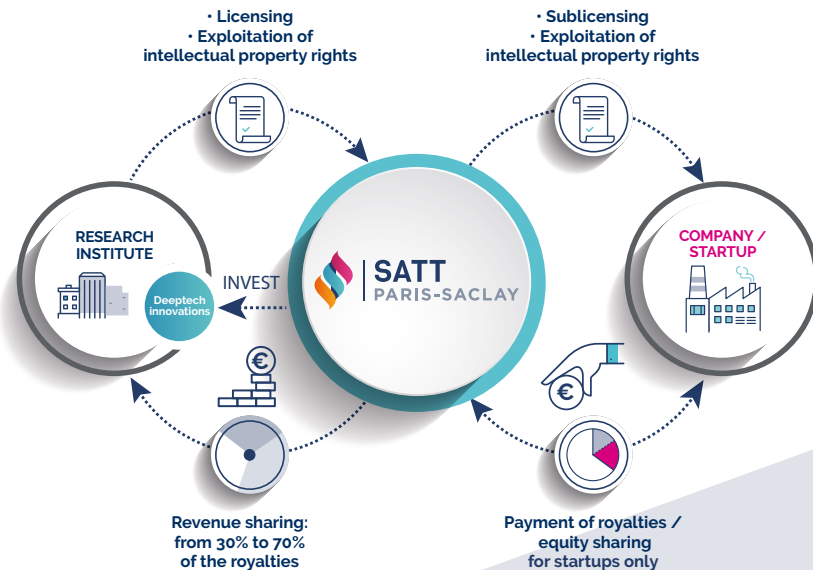 • Licensing
• Exploitation of
intellectual property rights
• Sublicensing
• Exploitation of
intellectual property rights
RESEARCH
INSTITUTE
Deeptech
innovations
INVEST
SATT
PARIS-SACLAY
COMPANY /
STARTUP
€
€
Revenue sharing:
from 30% to 70%
of the royalties
Payment of royalties /
equity sharing
for startups only